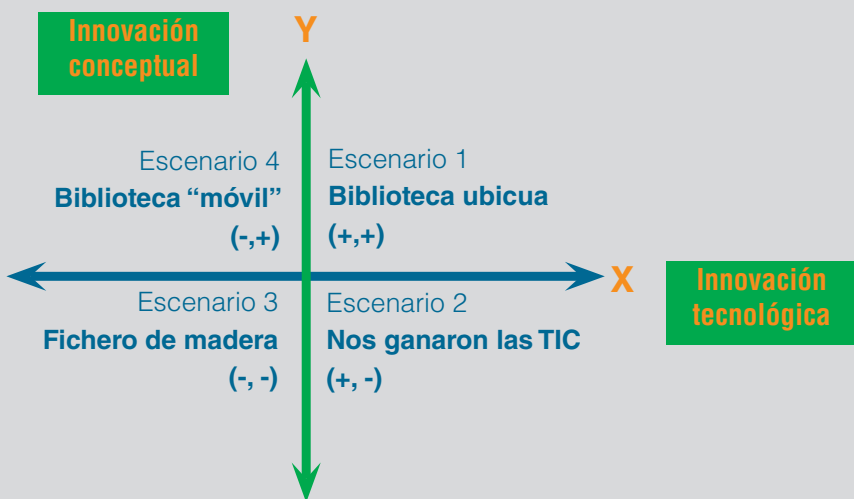 Innovación
conceptual
Y
Escenario 4
Biblioteca “móvil”
(-,+)
Escenario 1
Biblioteca ubicua
(+,+)
X
Innovación
tecnológica
Escenario 3
Fichero de madera
(-, -)
Escenario 2
Nos ganaron las TIC
(+, -)